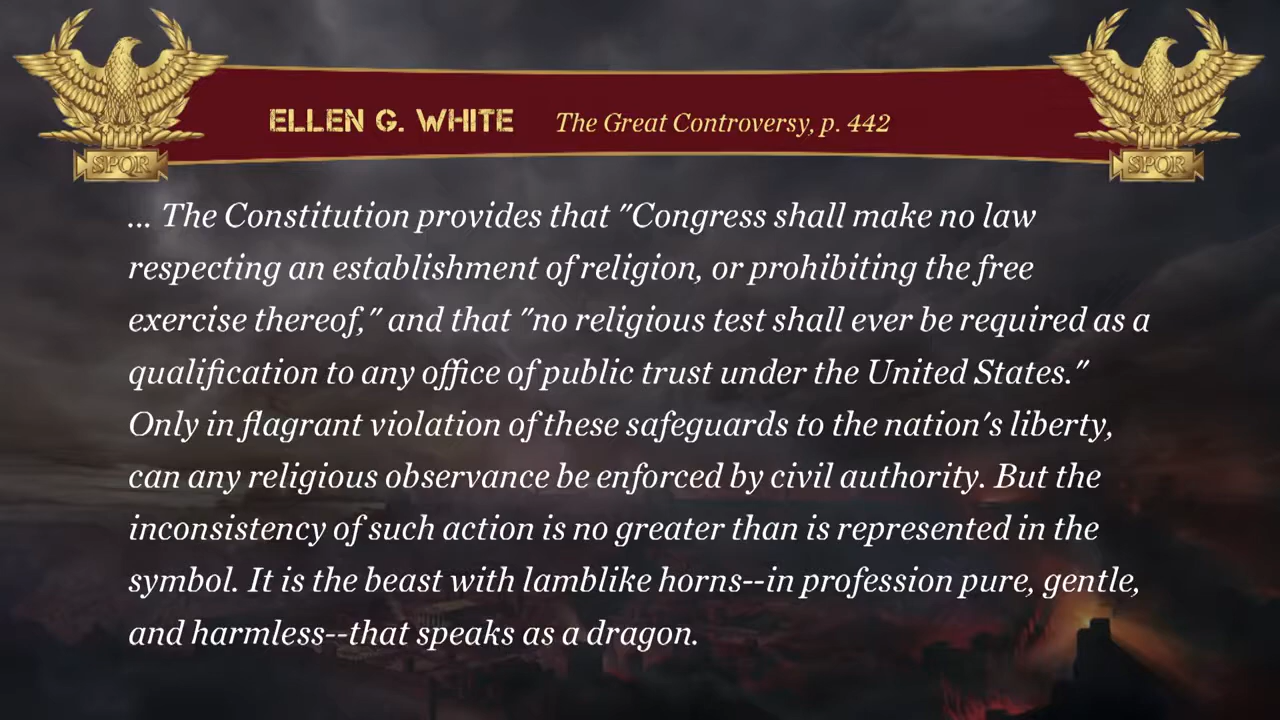 ELLEN G. WHITE The Great Controversy, p. 442
SPQR SPQR
... The Constitution provides that "Congress shall make no law
respecting an establishment of religion, or prohibiting the free
exercise thereof," and that "no religious test shall ever be required as a
qualification to any office of public trust under the United States."
Only in flagrant violation of these safeguards to the nation's liberty,
can any religious observance be enforced by civil authority. But the
inconsistency of such action is no greater than is represented in the
symbol. It is the beast with lamblike horns--in profession pure, gentle,
and harmless--that speaks as a dragon.